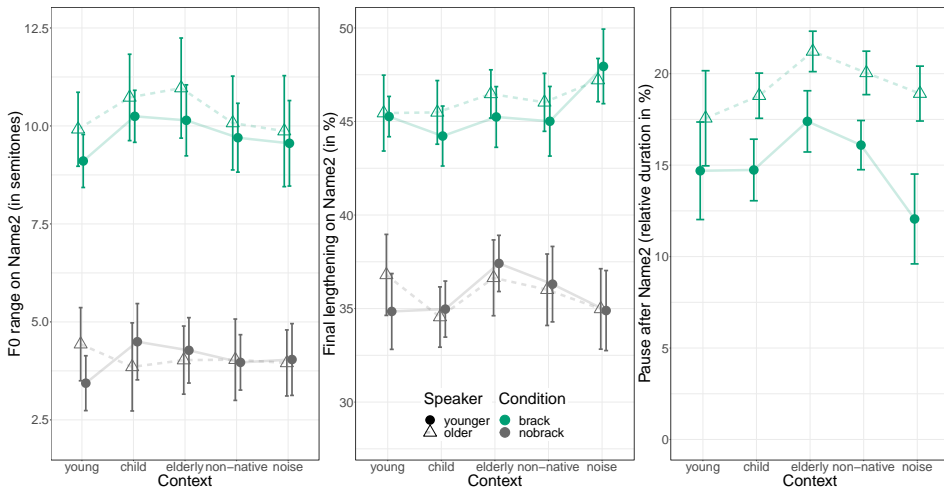 F0 range on Name2 (in semitones)
12.5
10.0
7.5
5.0
2.5
young child elderly non-native noise
Context
Final lengthening on Name2 (in %)
50
45
40
35
30
Speaker
younger
older
Condition
brack
nobrack
young child elderly non-native noise
Context
Pause after Name2 (relative duration in %)
20
15
10
5
0
young child elderly non-native noise
Context